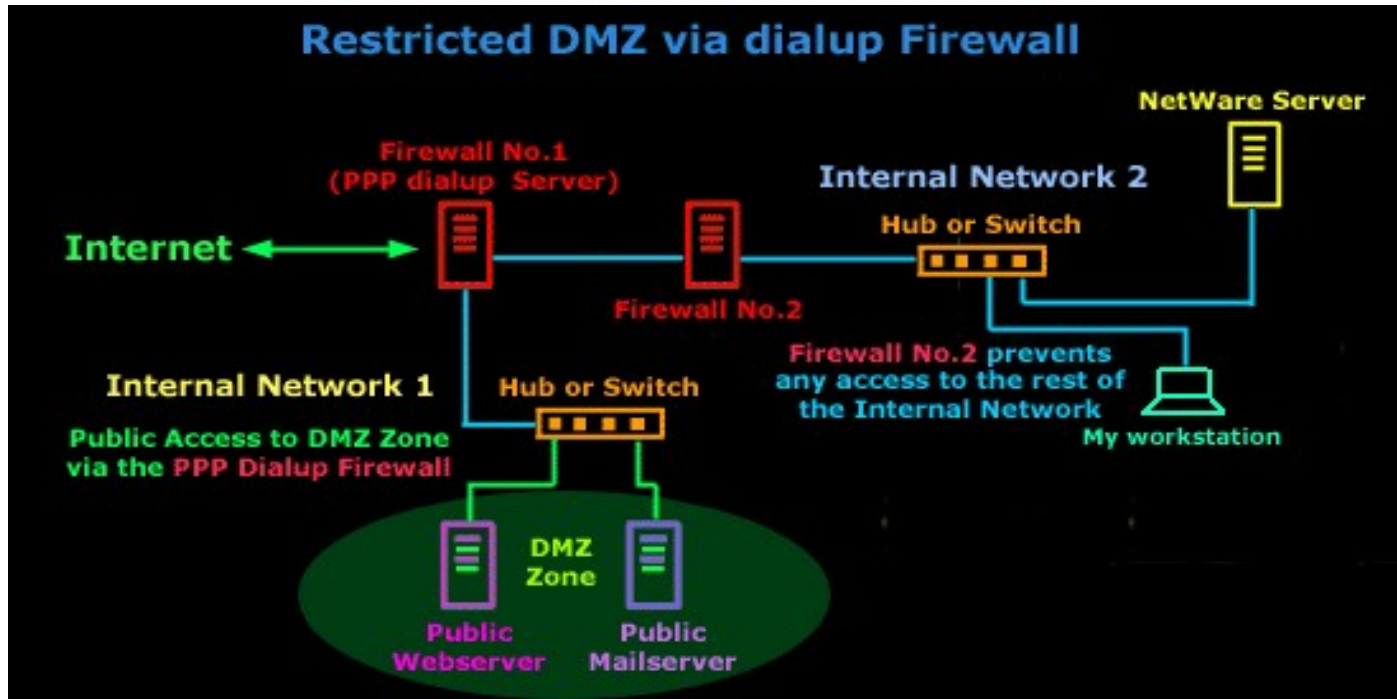 Restricted DMZ via dialup Firewall
NetWare Server
Firewall No.1
(PPP dialup Server)
Internal Network 2
Hub or Switch
Internet
Firewall No.2
Firewall No.2 prevents
any access to the rest of
the Internal Network
My workstation
Internal Network 1
Hub or Switch
Public Access to DMZ Zone
via the PPP Dialup Firewall
DMZ
Zone
Public
Webserver
Public
Mailserver